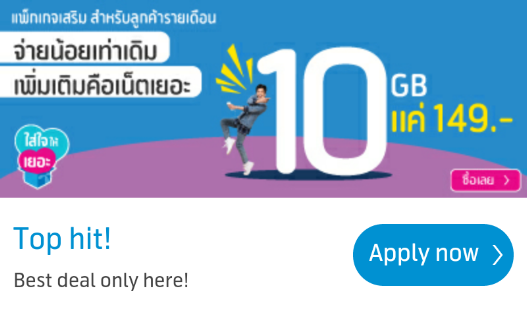 แพ็กเกจเสริม สำหรับลูกค้ารายเดือน
จ่ายน้อยเท่าเดิม
เพิ่มเติมคือเน็ตเยอะ
10 GB
แค่ 149.-
ใส่ใจให้
เยอะ
ซื้อเลย
Top hit!
Best deal only here!
Apply now